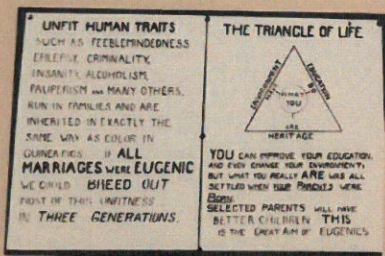 UNFIT HUMAN TRAITS
SUCH AS FEEBLEMINDEDNESS
EPILEPSY, CRIMINALITY,
INSANITY, ALCOHOLISM,
PAUPERISM AND MANY OTHERS,
RUN IN FAMILIES AND ARE
INHERITED IN EXACTLY THE
SAME WAY AS COLOR IN
GUINEA PIGS. IF ALL
MARRIAGES WERE EUGENIC
WE COULD BREED OUT
MOST OF THIS UNFITNESS
IN THREE GENERATIONS.
THE TRIANGLE OF LIFE
ENVIRONMENT
EDUCATION
WHAT
YOU
ARE
HERITAGE
YOU CAN IMPROVE YOUR EDUCATION,
AND EVEN CHANGE YOUR ENVIRONMENT;
BUT WHAT YOU REALLY ARE WAS ALL
SETTLED WHEN YOUR PARENTS WERE
BORN.
SELECTED PARENTS WILL HAVE
BETTER CHILDREN THIS
IS THE GREAT AIM OF EUGENICS